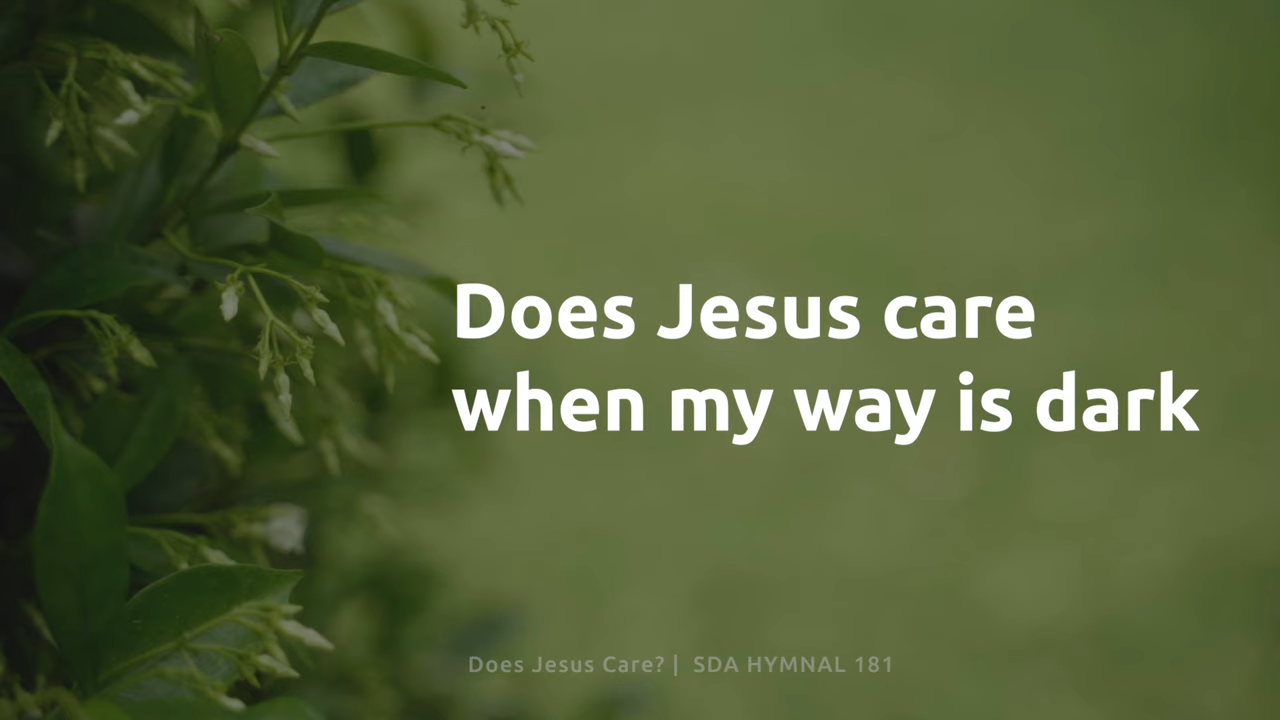 Does Jesus care
when my way is dark
Does Jesus Care? | SDA HYMNAL 181